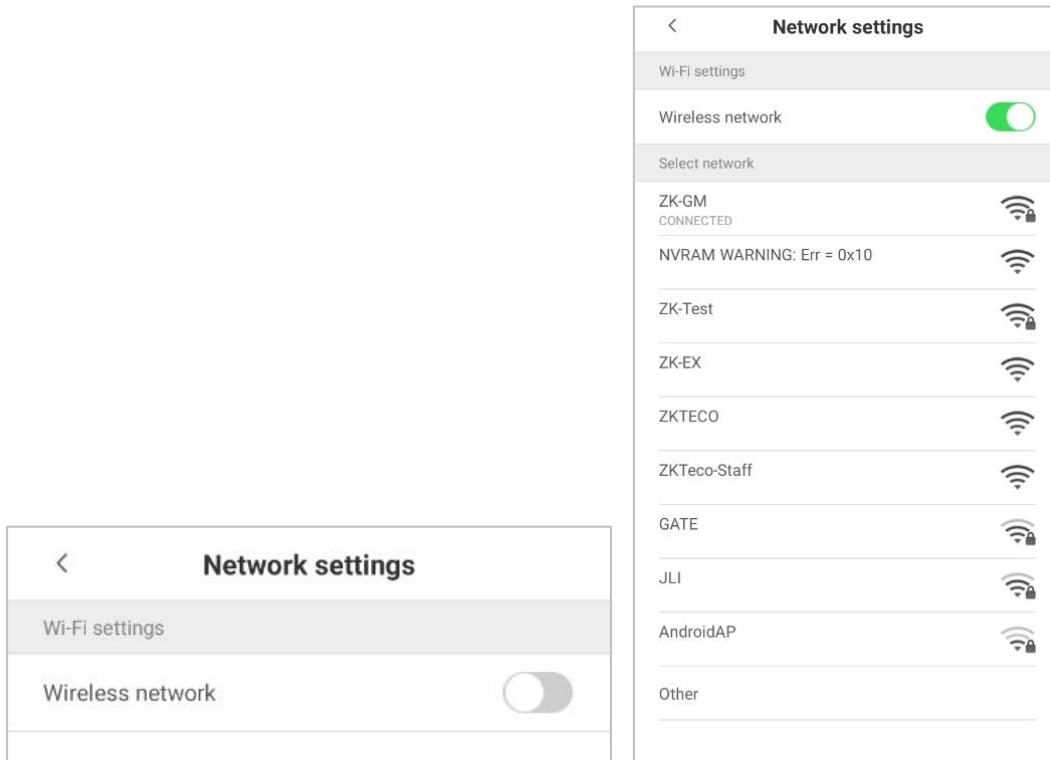 Network settings
Wi-Fi settings
Wireless network
Network settings
Wi-Fi settings
Wireless network
Select network
ZK-GM
CONNECTED
NVRAM WARNING: Err = 0x10
ZK-Test
ZK-EX
ZKTECO
ZKTeco-Staff
GATE
JLI
AndroidAP
Other